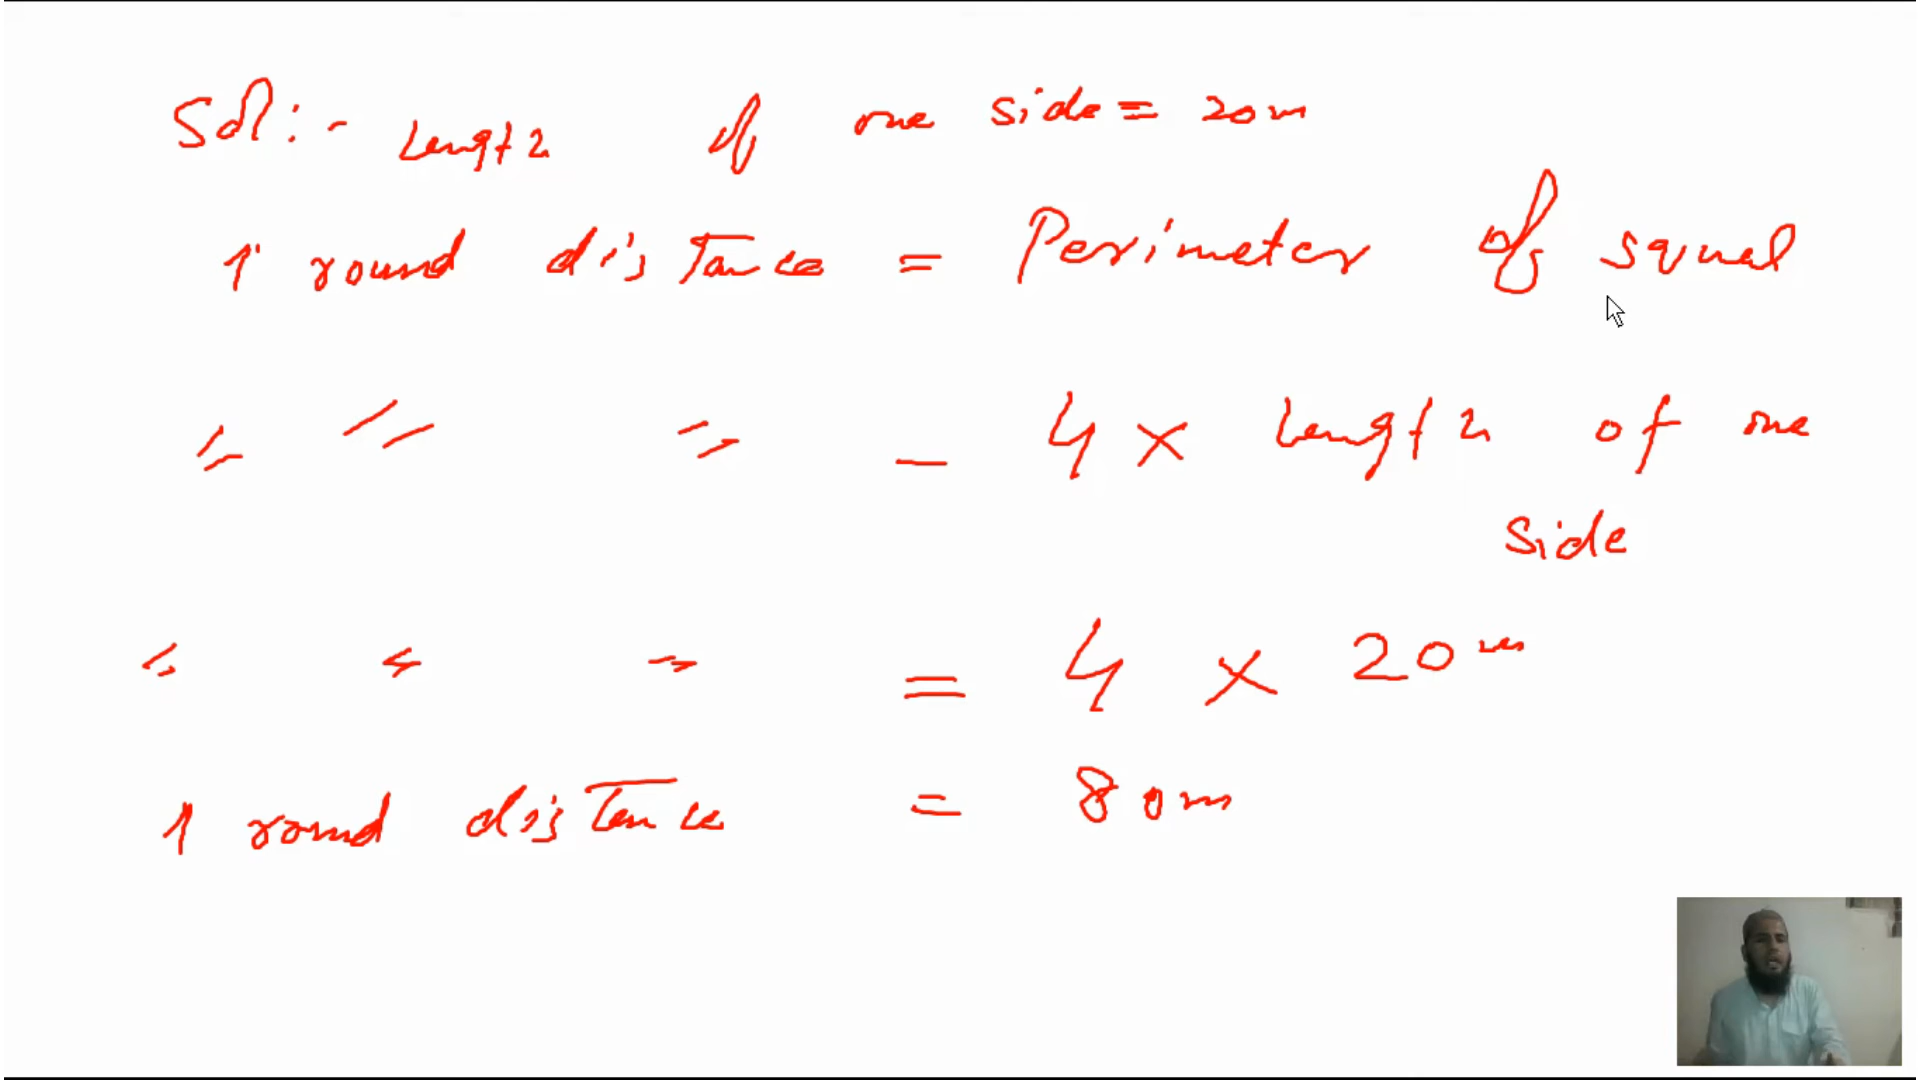 Sol:- Length of one side = 20m
1 round distance = Perimeter of squael
" " " - 4 × Length of one
side
" " " = 4 × 20m
1 round distance = 80m